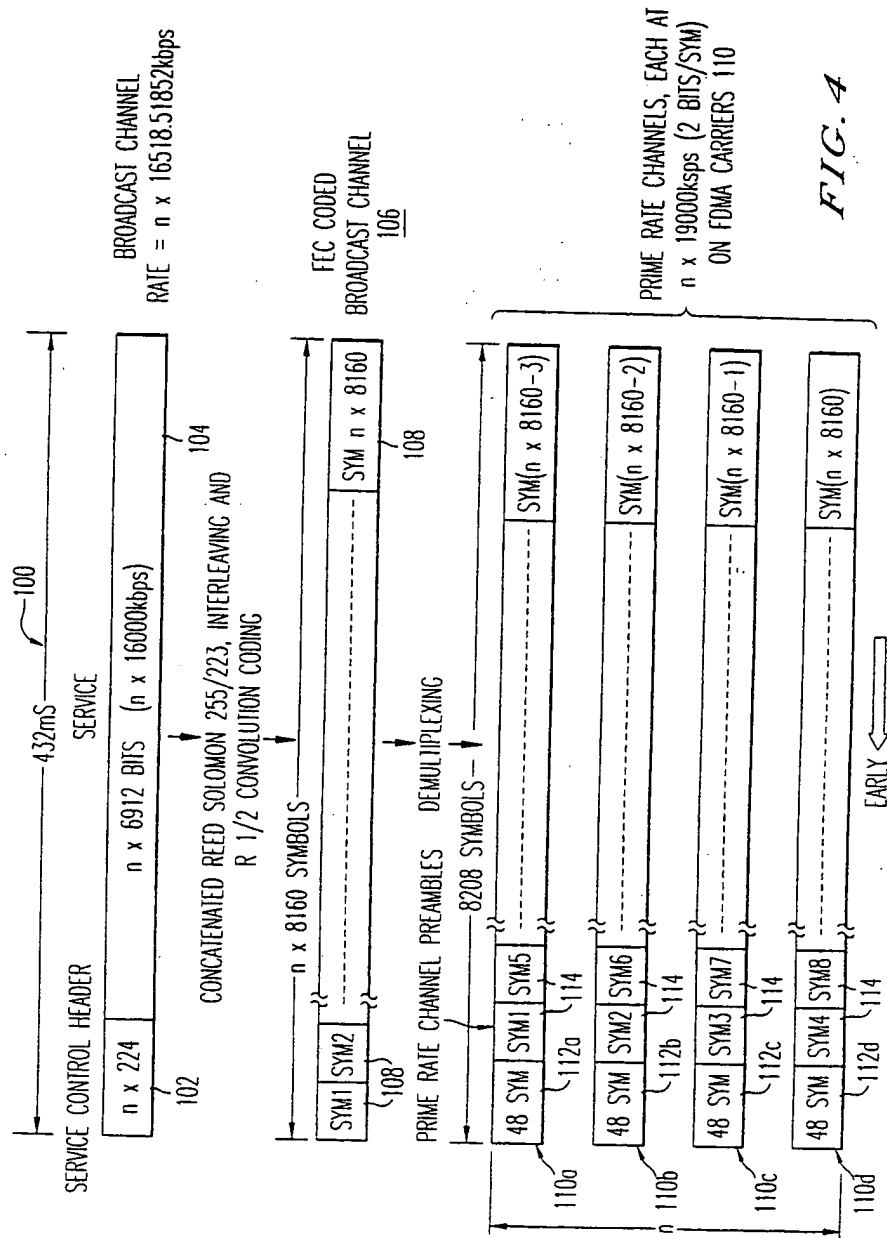 432mS
100
SERVICE CONTROL HEADER
SERVICE
n x 224
n x 6912 BITS (n x 16000kbps)
102
104
BROADCAST CHANNEL
RATE = n x 16518.51852kbps
CONCATENATED REED SOLOMON 255/223, INTERLEAVING AND
R 1/2 CONVOLUTION CODING
n x 8160 SYMBOLS
SYM1
SYM2
SYM n x 8160
108
108
FEC CODED
BROADCAST CHANNEL
106
PRIME RATE CHANNEL PREAMBLES
DEMULTIPLEXING
8208 SYMBOLS
48 SYM
SYM1
SYM5
SYM(n x 8160-3)
110a
112a
114
48 SYM
SYM2
SYM6
SYM(n x 8160-2)
110b
112b
114
48 SYM
SYM3
SYM7
SYM(n x 8160-1)
110c
112c
114
48 SYM
SYM4
SYM8
SYM(n x 8160)
110d
112d
114
n
EARLY
PRIME RATE CHANNELS, EACH AT
n x 19000ksps (2 BITS/SYM)
ON FDMA CARRIERS 110
FIG. 4